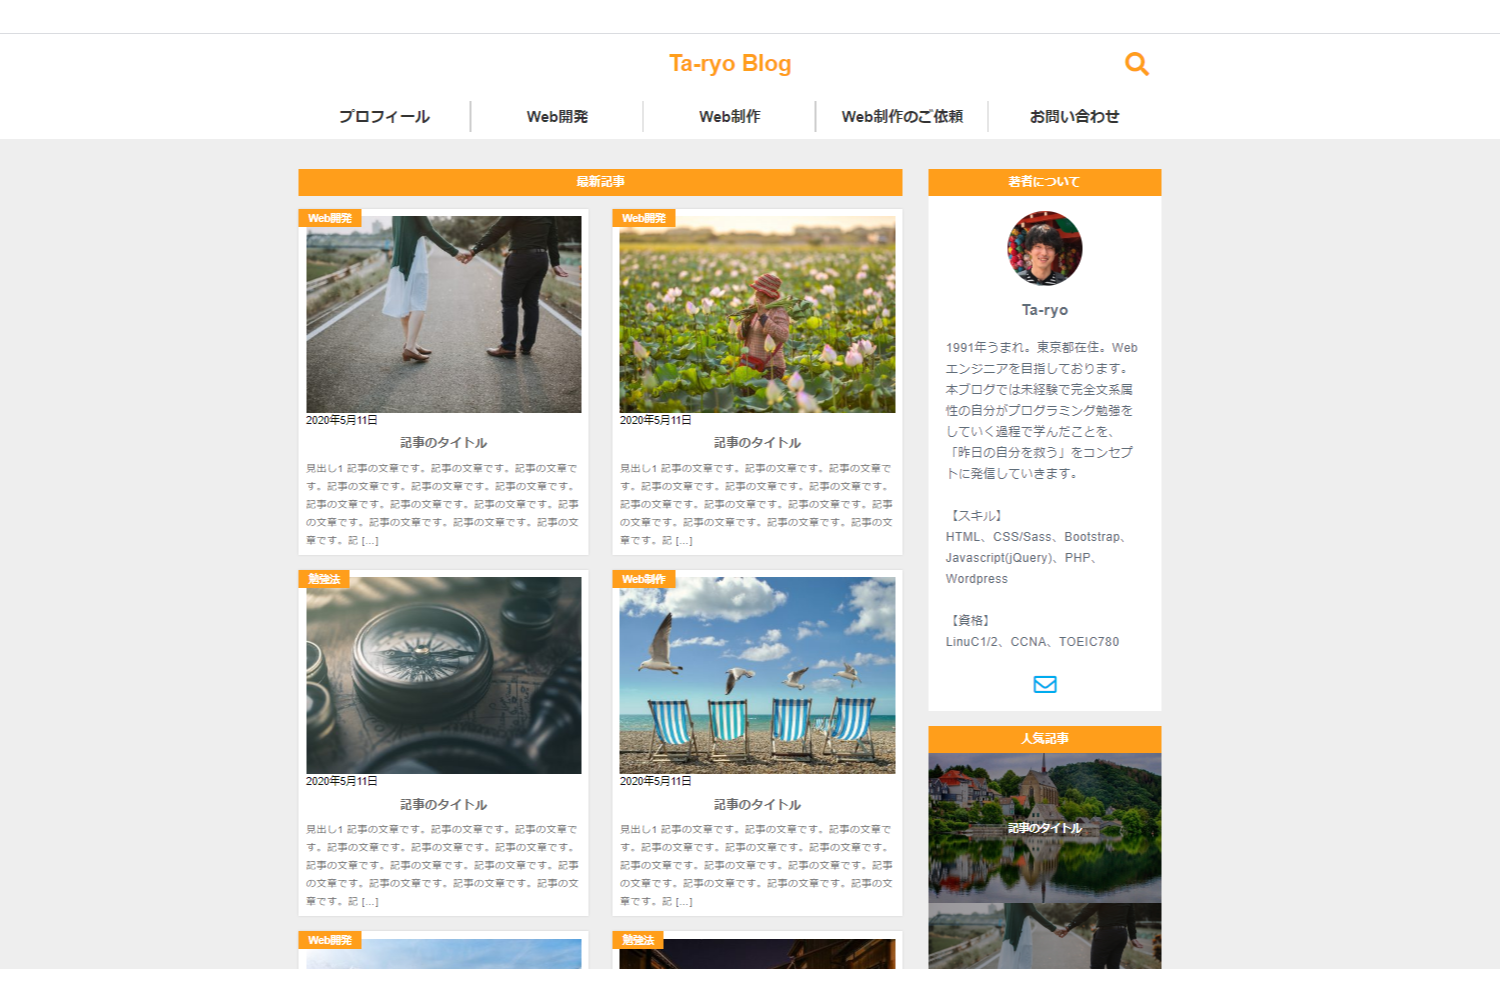 Ta-ryo Blog
プロフィール
Web開発
Web制作
Web制作のご依頼
お問い合わせ
最新記事
Web開発
2020年5月11日
記事のタイトル
見出し1 記事の文章です。記事の文章です。記事の文章で
す。記事の文章です。記事の文章です。記事の文章です。
記事の文章です。記事の文章です。記事の文章です。記事
の文章です。記事の文章です。記事の文章です。記事の文
章です。記 [...]
Web開発
2020年5月11日
記事のタイトル
見出し1 記事の文章です。記事の文章です。記事の文章で
す。記事の文章です。記事の文章です。記事の文章です。
記事の文章です。記事の文章です。記事の文章です。記事
の文章です。記事の文章です。記事の文章です。記事の文
章です。記 [...]
勉強法
2020年5月11日
記事のタイトル
見出し1 記事の文章です。記事の文章です。記事の文章で
す。記事の文章です。記事の文章です。記事の文章です。
記事の文章です。記事の文章です。記事の文章です。記事
の文章です。記事の文章です。記事の文章です。記事の文
章です。記 [...]
Web制作
2020年5月11日
記事のタイトル
見出し1 記事の文章です。記事の文章です。記事の文章で
す。記事の文章です。記事の文章です。記事の文章です。
記事の文章です。記事の文章です。記事の文章です。記事
の文章です。記事の文章です。記事の文章です。記事の文
章です。記 [...]
Web開発
勉強法
著者について
Ta-ryo
1991年うまれ。東京都在住。Web
エンジニアを目指しております。
本ブログでは未経験で完全文系属
性の自分がプログラミング勉強を
していく過程で学んだことを、
「昨日の自分を救う」をコンセプ
トに発信していきます。
【スキル】
HTML、CSS/Sass、Bootstrap、
Javascript(jQuery)、PHP、
Wordpress
【資格】
LinuC1/2、CCNA、TOEIC780
人気記事
記事のタイトル